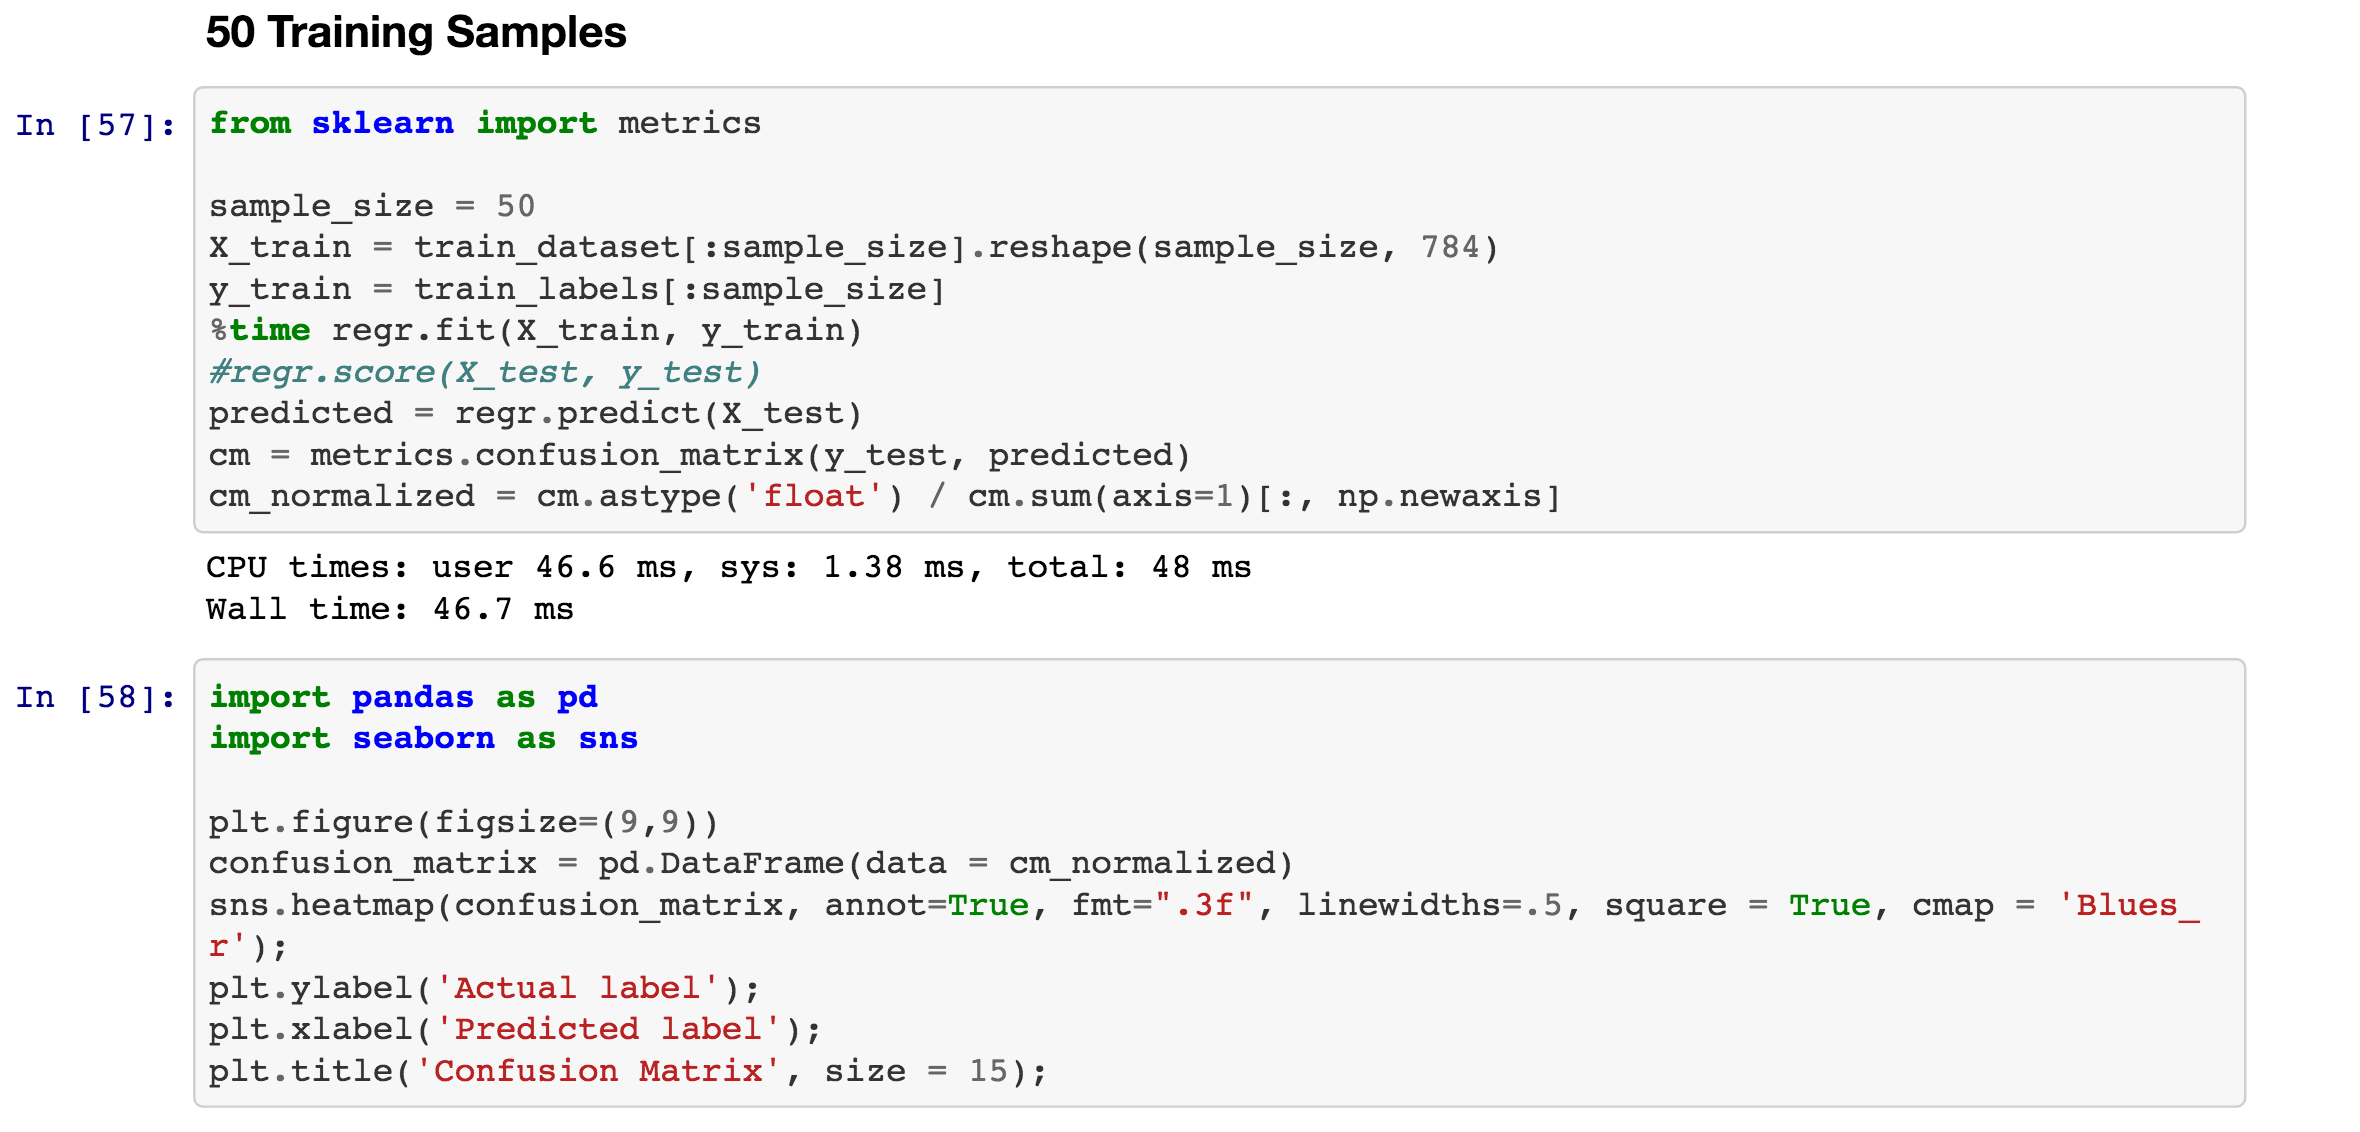 50 Training Samples
In [57]:
from sklearn import metrics
sample_size = 50
X_train = train_dataset[:sample_size].reshape(sample_size, 784)
y_train = train_labels[:sample_size]
%time regr.fit(X_train, y_train)
#regr.score(X_test, y_test)
predicted = regr.predict(X_test)
cm = metrics.confusion_matrix(y_test, predicted)
cm_normalized = cm.astype('float') / cm.sum(axis=1)[:, np.newaxis]
CPU times: user 46.6 ms, sys: 1.38 ms, total: 48 ms
Wall time: 46.7 ms
In [58]:
import pandas as pd
import seaborn as sns
plt.figure(figsize=(9,9))
confusion_matrix = pd.DataFrame(data = cm_normalized)
sns.heatmap(confusion_matrix, annot=True, fmt=".3f", linewidths=.5, square = True, cmap = 'Blues_
r');
plt.ylabel('Actual label');
plt.xlabel('Predicted label');
plt.title('Confusion Matrix', size = 15);